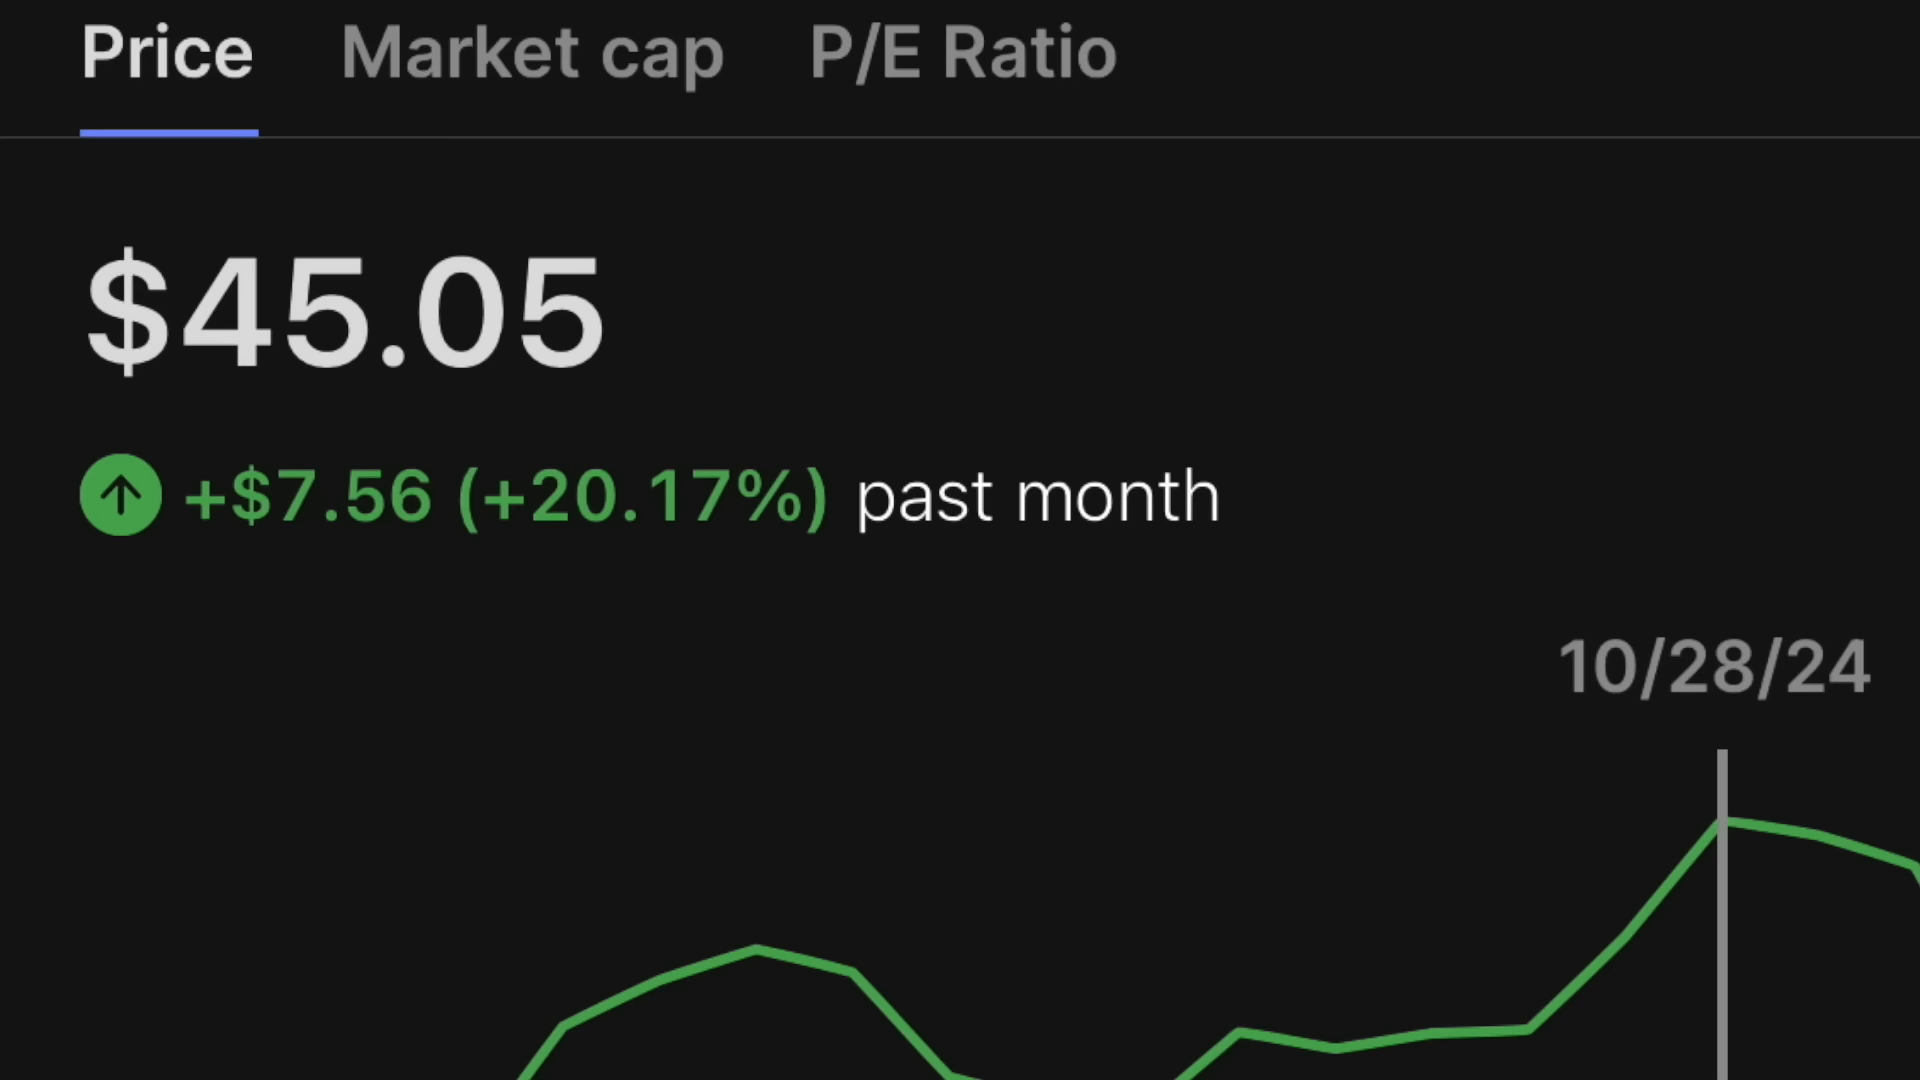 Price Market cap P/E Ratio
$45.05
+$7.56 (+20.17%) past month
10/28/24